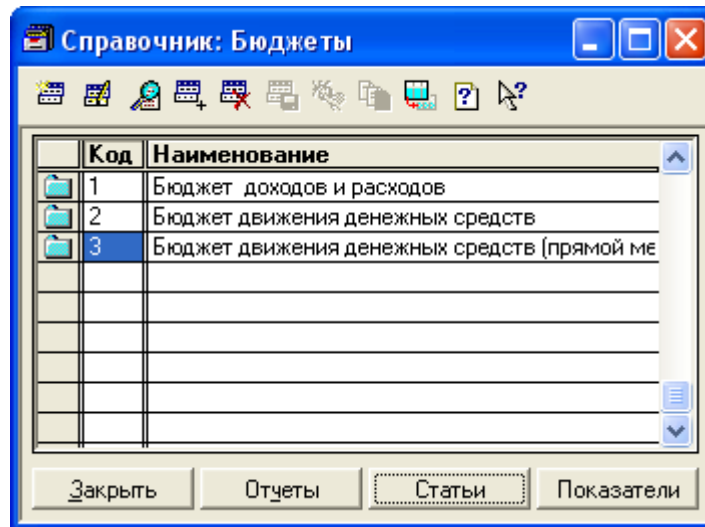 Справочник: Бюджеты
Код Наименование
1 Бюджет доходов и расходов
2 Бюджет движения денежных средств
3 Бюджет движения денежных средств (прямой ме
Закрыть Отчеты Статьи Показатели